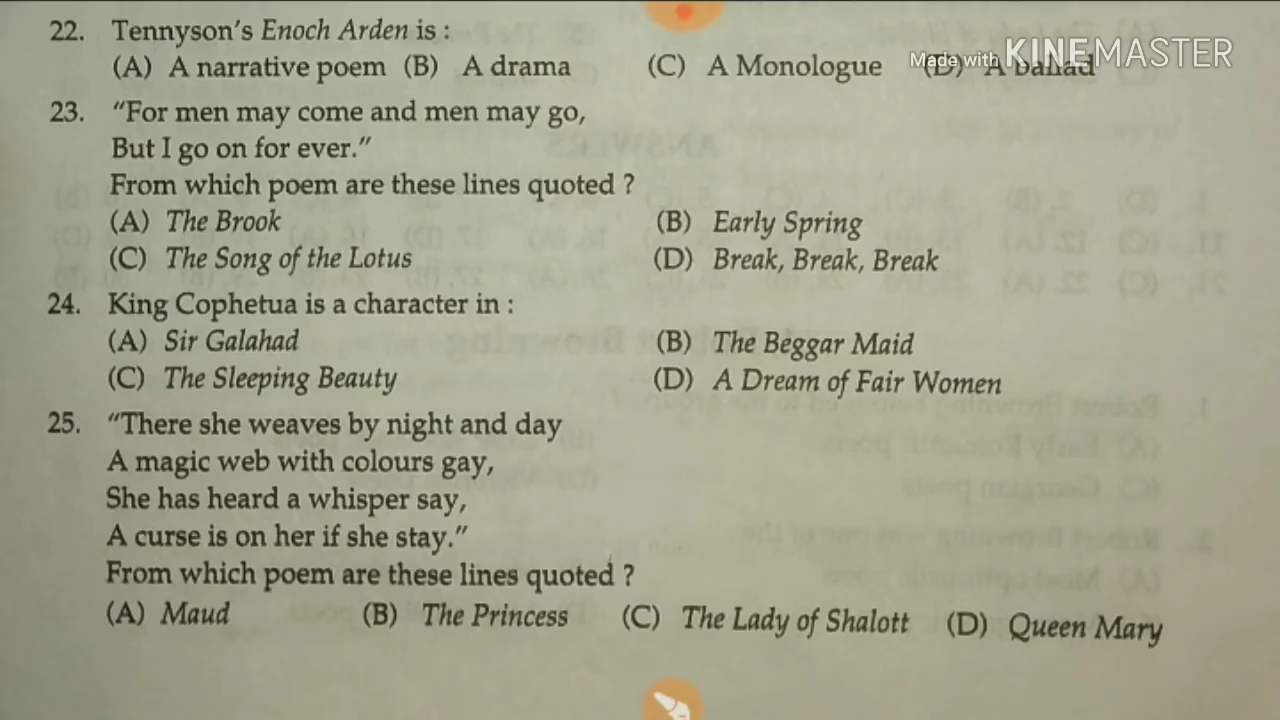 22. Tennyson's Enoch Arden is :
(A) A narrative poem (B) A drama (C) A Monologue (D) A ballad
Made with KINEMASTER
23. "For men may come and men may go,
But I go on for ever."
From which poem are these lines quoted ?
(A) The Brook (B) Early Spring
(C) The Song of the Lotus (D) Break, Break, Break
24. King Cophetua is a character in :
(A) Sir Galahad (B) The Beggar Maid
(C) The Sleeping Beauty (D) A Dream of Fair Women
25. "There she weaves by night and day
A magic web with colours gay,
She has heard a whisper say,
A curse is on her if she stay."
From which poem are these lines quoted ?
(A) Maud (B) The Princess (C) The Lady of Shalott (D) Queen Mary